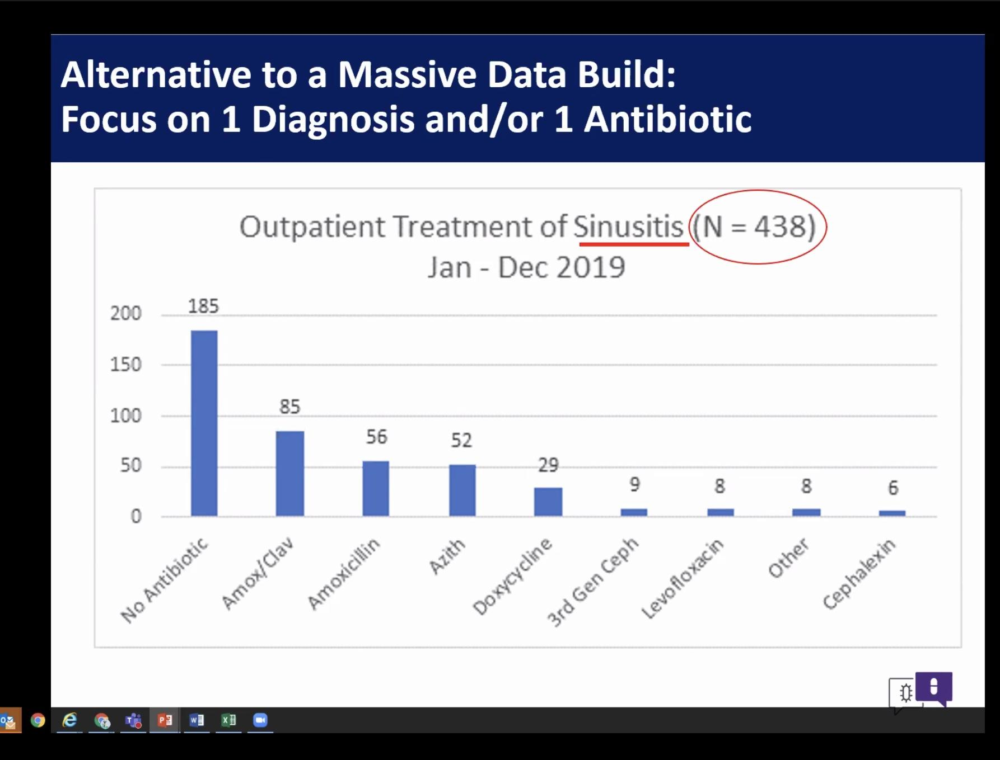 Alternative to a Massive Data Build:
Focus on 1 Diagnosis and/or 1 Antibiotic
Outpatient Treatment of Sinusitis (N = 438)
Jan - Dec 2019
200
150
100
50
0
185
85
56
52
29
9
8
8
6
No Antibiotic
Amox/Clav
Amoxicillin
Azith
Doxycycline
3rd Gen Ceph
Levofloxacin
Other
Cephalexin